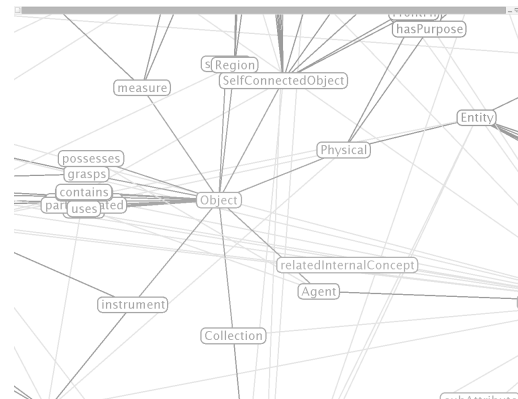 hasPurpose
Region
SelfConnectedObject
measure
Entity
Physical
possesses
grasps
contains
uses
Object
relatedInternalConcept
Agent
instrument
Collection